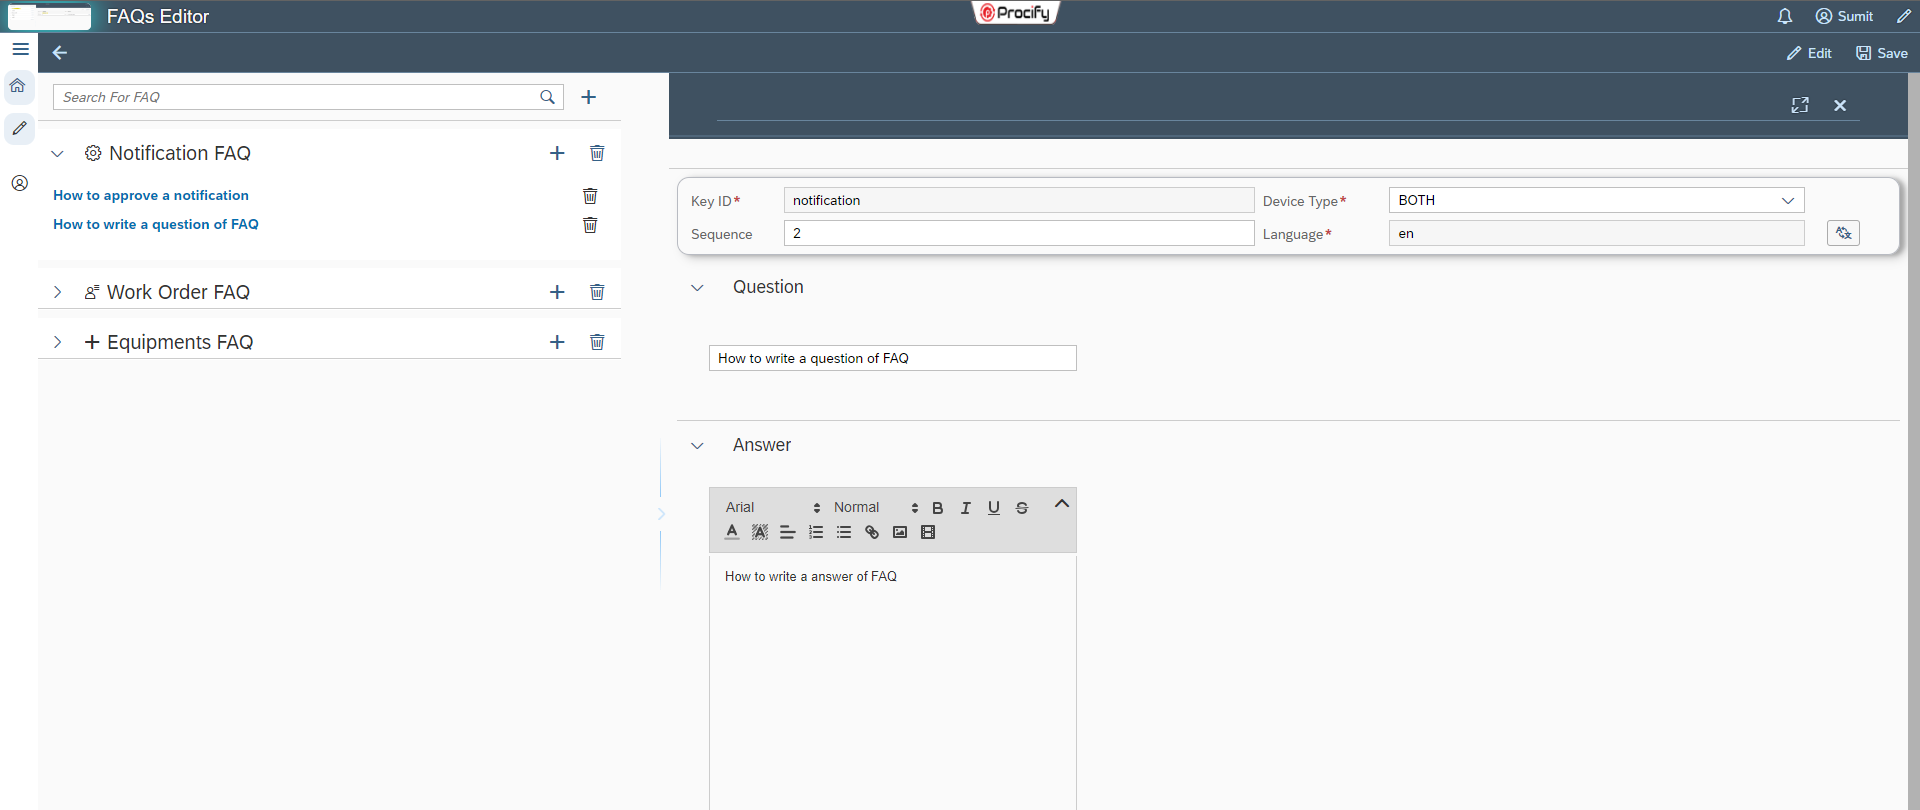 FAQs Editor
Procify
Sumit
Edit
Save
Search For FAQ
Notification FAQ
How to approve a notification
How to write a question of FAQ
Work Order FAQ
Equipments FAQ
Key ID*
notification
Device Type*
BOTH
Sequence
2
Language*
en
Question
How to write a question of FAQ
Answer
Arial
Normal
B I U S
A A
How to write a answer of FAQ